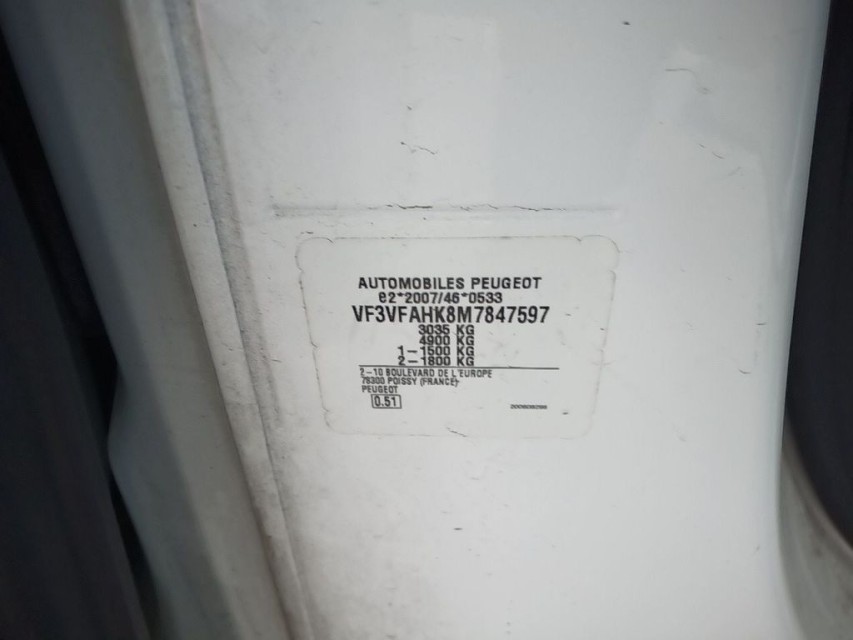 AUTOMOBILES PEUGEOT
e2*2007/46*0533
VF3VFAHK8M7847597
3035 KG
4900 KG
1-1500 KG
2-1800 KG
2-10 BOULEVARD DE L'EUROPE
78300 POISSY (FRANCE)
PEUGEOT
0.51